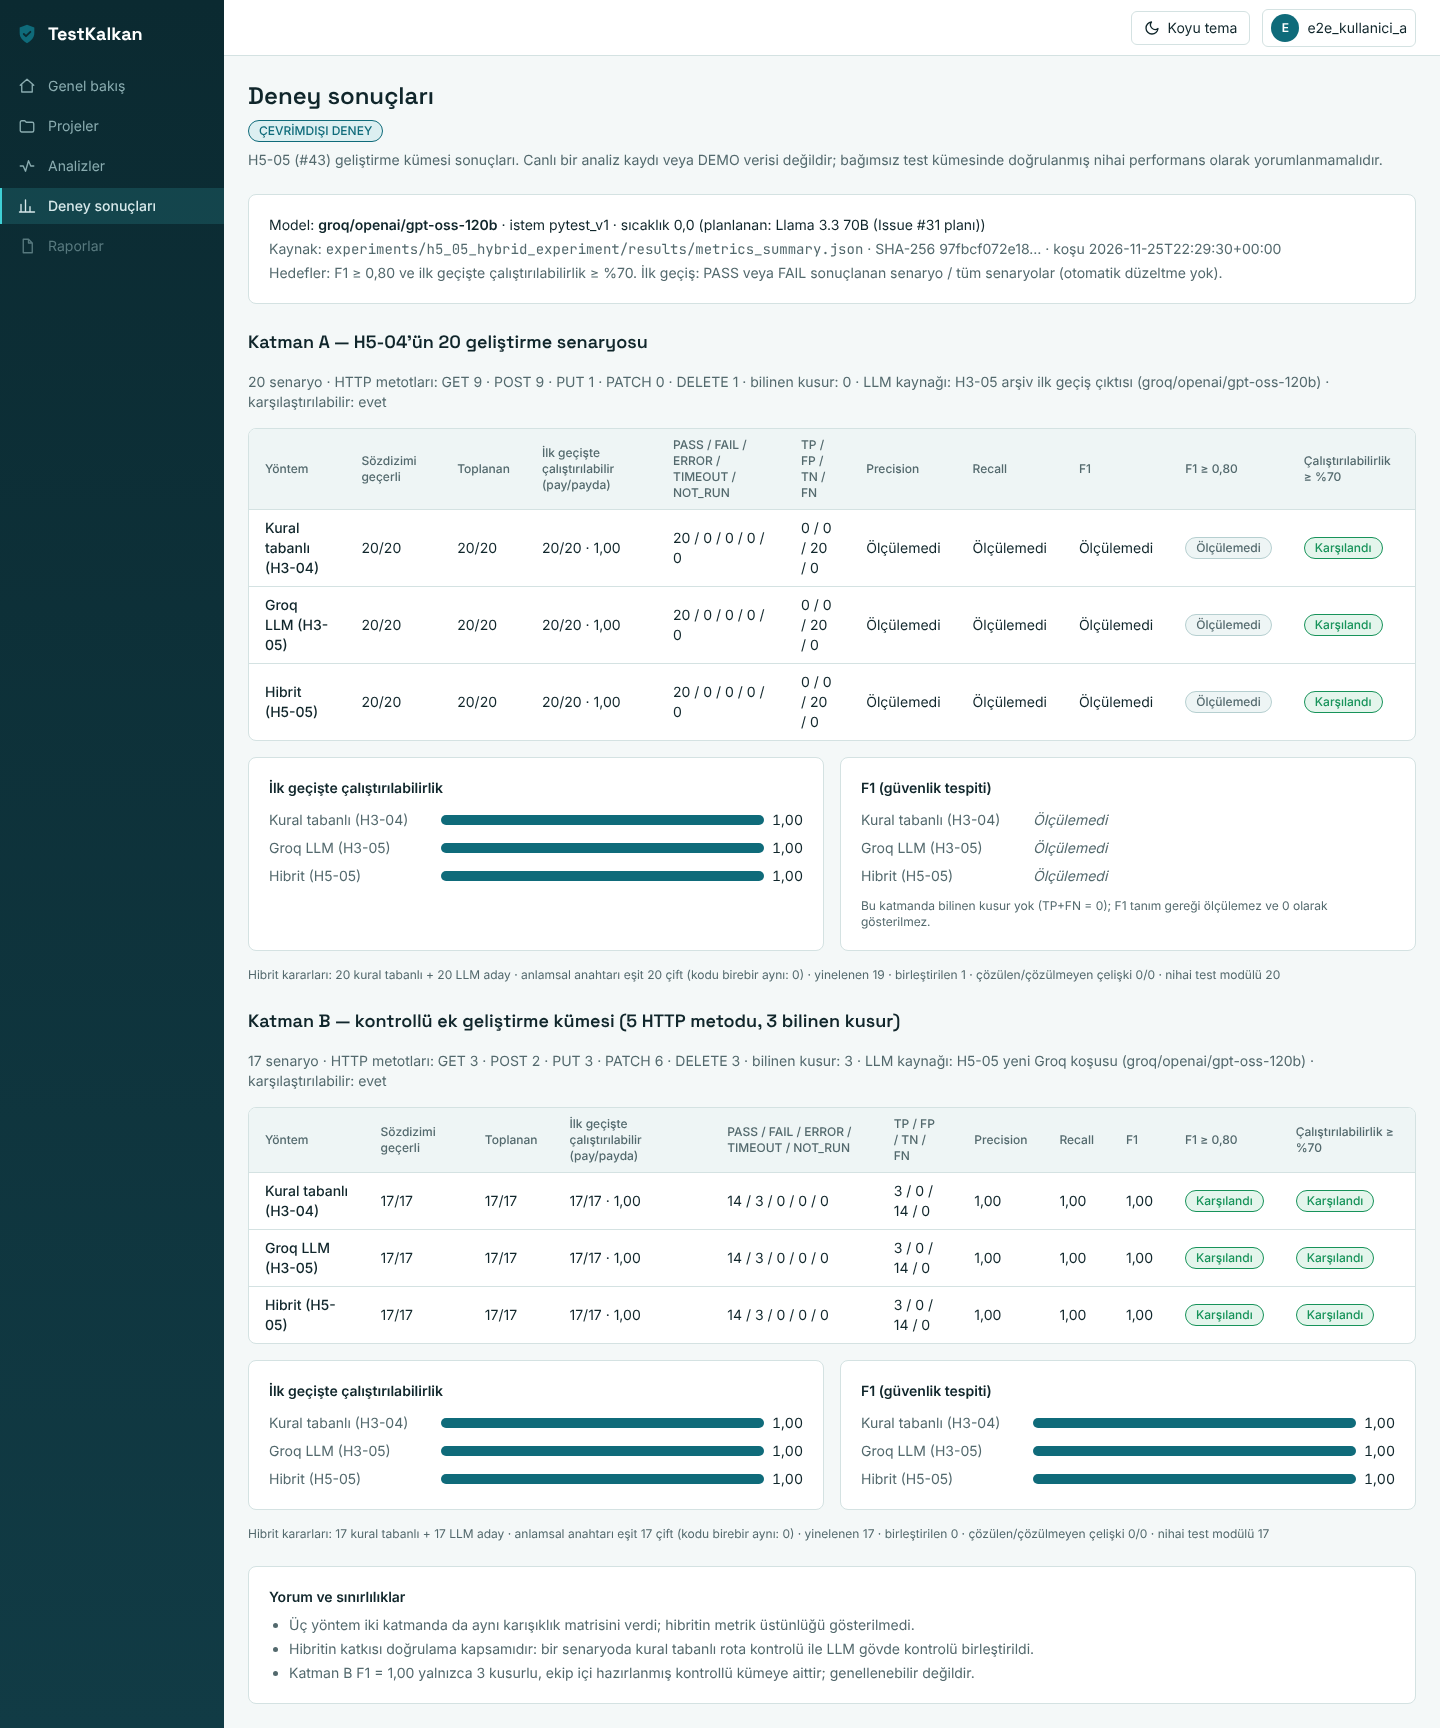 TestKalkan
Genel bakış
Projeler
Analizler
Deney sonuçları
Raporlar
Koyu tema
E
e2e_kullanici_a
Deney sonuçları
ÇEVRİMDIŞI DENEY
H5-05 (#43) geliştirme kümesi sonuçları. Canlı bir analiz kaydı veya DEMO verisi değildir; bağımsız test kümesinde doğrulanmış nihai performans olarak yorumlanmamalıdır.
Model: groq/openai/gpt-oss-120b · istem pytest_v1 · sıcaklık 0,0 (planlanan: Llama 3.3 70B (Issue #31 planı))
Kaynak: experiments/h5_05_hybrid_experiment/results/metrics_summary.json · SHA-256 97fbcf072e18... · koşu 2026-11-25T22:29:30+00:00
Hedefler: F1 ≥ 0,80 ve ilk geçişte çalıştırılabilirlik ≥ %70. İlk geçiş: PASS veya FAIL sonuçlanan senaryo / tüm senaryolar (otomatik düzeltme yok).
Katman A — H5-04'ün 20 geliştirme senaryosu
20 senaryo · HTTP metotları: GET 9 · POST 9 · PUT 1 · PATCH 0 · DELETE 1 · bilinen kusur: 0 · LLM kaynağı: H3-05 arşiv ilk geçiş çıktısı (groq/openai/gpt-oss-120b) ·
karşılaştırılabilir: evet
Yöntem
Sözdizimi
geçerli
Toplanan
İlk geçişte
çalıştırılabilir
(pay/payda)
PASS / FAIL /
ERROR /
TIMEOUT /
NOT_RUN
TP /
FP /
TN /
FN
Precision
Recall
F1
F1 ≥ 0,80
Çalıştırılabilirlik
≥ %70
Kural
tabanlı
(H3-04)
20/20
20/20
20/20 · 1,00
20 / 0 / 0 / 0 /
0
0 / 0
/ 20
/ 0
Ölçülemedi
Ölçülemedi
Ölçülemedi
Ölçülemedi
Karşılandı
Groq
LLM (H3-
05)
20/20
20/20
20/20 · 1,00
20 / 0 / 0 / 0 /
0
0 / 0
/ 20
/ 0
Ölçülemedi
Ölçülemedi
Ölçülemedi
Ölçülemedi
Karşılandı
Hibrit
(H5-05)
20/20
20/20
20/20 · 1,00
20 / 0 / 0 / 0 /
0
0 / 0
/ 20
/ 0
Ölçülemedi
Ölçülemedi
Ölçülemedi
Ölçülemedi
Karşılandı
İlk geçişte çalıştırılabilirlik
Kural tabanlı (H3-04) 1,00
Groq LLM (H3-05) 1,00
Hibrit (H5-05) 1,00
F1 (güvenlik tespiti)
Kural tabanlı (H3-04) Ölçülemedi
Groq LLM (H3-05) Ölçülemedi
Hibrit (H5-05) Ölçülemedi
Bu katmanda bilinen kusur yok (TP+FN = 0); F1 tanım gereği ölçülemez ve 0 olarak
gösterilmez.
Hibrit kararları: 20 kural tabanlı + 20 LLM aday · anlamsal anahtarı eşit 20 çift (kodu birebir aynı: 0) · yinelenen 19 · birleştirilen 1 · çözülen/çözülmeyen çelişki 0/0 · nihai test modülü 20
Katman B — kontrollü ek geliştirme kümesi (5 HTTP metodu, 3 bilinen kusur)
17 senaryo · HTTP metotları: GET 3 · POST 2 · PUT 3 · PATCH 6 · DELETE 3 · bilinen kusur: 3 · LLM kaynağı: H5-05 yeni Groq koşusu (groq/openai/gpt-oss-120b) ·
karşılaştırılabilir: evet
Yöntem
Sözdizimi
geçerli
Toplanan
İlk geçişte
çalıştırılabilir
(pay/payda)
PASS / FAIL / ERROR /
TIMEOUT / NOT_RUN
TP / FP
/ TN /
FN
Precision
Recall
F1
F1 ≥ 0,80
Çalıştırılabilirlik ≥
%70
Kural tabanlı
(H3-04)
17/17
17/17
17/17 · 1,00
14 / 3 / 0 / 0 / 0
3 / 0 /
14 / 0
1,00
1,00
1,00
Karşılandı
Karşılandı
Groq LLM
(H3-05)
17/17
17/17
17/17 · 1,00
14 / 3 / 0 / 0 / 0
3 / 0 /
14 / 0
1,00
1,00
1,00
Karşılandı
Karşılandı
Hibrit (H5-
05)
17/17
17/17
17/17 · 1,00
14 / 3 / 0 / 0 / 0
3 / 0 /
14 / 0
1,00
1,00
1,00
Karşılandı
Karşılandı
İlk geçişte çalıştırılabilirlik
Kural tabanlı (H3-04) 1,00
Groq LLM (H3-05) 1,00
Hibrit (H5-05) 1,00
F1 (güvenlik tespiti)
Kural tabanlı (H3-04) 1,00
Groq LLM (H3-05) 1,00
Hibrit (H5-05) 1,00
Hibrit kararları: 17 kural tabanlı + 17 LLM aday · anlamsal anahtarı eşit 17 çift (kodu birebir aynı: 0) · yinelenen 17 · birleştirilen 0 · çözülen/çözülmeyen çelişki 0/0 · nihai test modülü 17
Yorum ve sınırlılıklar
• Üç yöntem iki katmanda da aynı karışıklık matrisini verdi; hibritin metrik üstünlüğü gösterilmedi.
• Hibritin katkısı doğrulama kapsamıdır: bir senaryoda kural tabanlı rota kontrolü ile LLM gövde kontrolü birleştirildi.
• Katman B F1 = 1,00 yalnızca 3 kusurlu, ekip içi hazırlanmış kontrollü kümeye aittir; genellenebilir değildir.